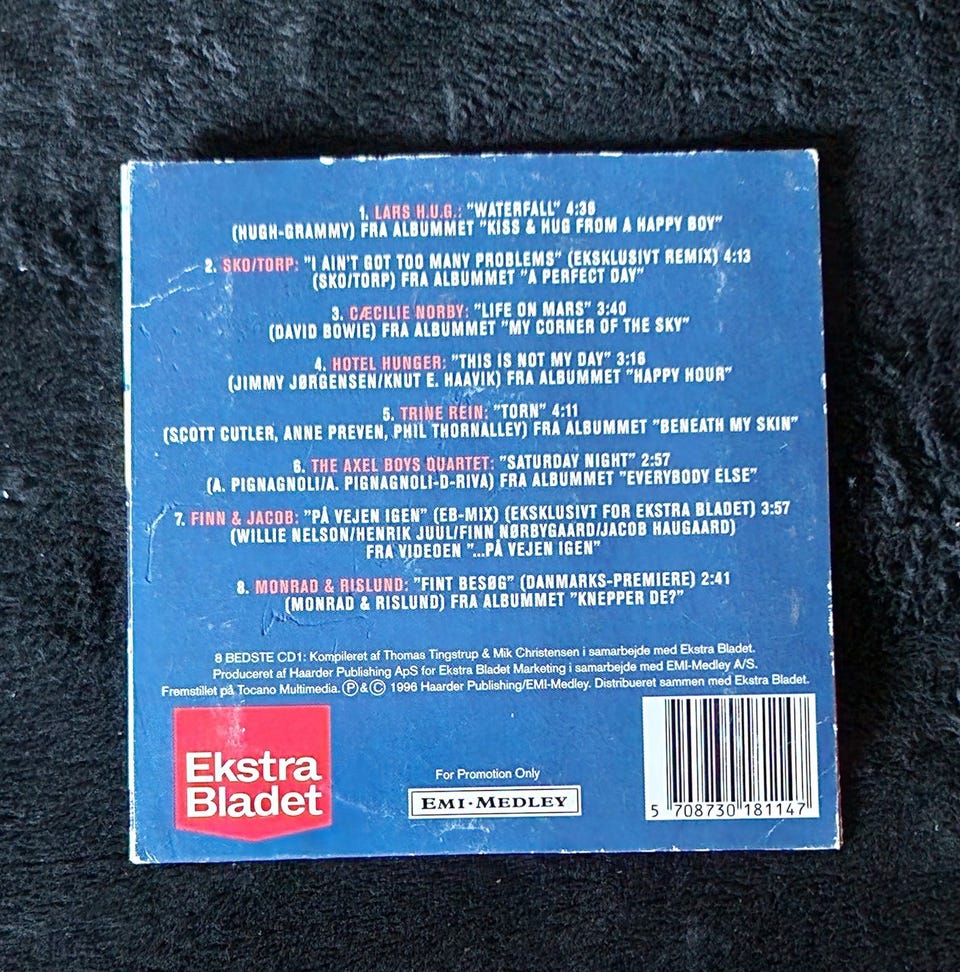 1. LARS H.U.G.: "WATERFALL" 4:36
(HUGH-GRAMMY) FRA ALBUMMET "KISS & HUG FROM A HAPPY BOY"
2. SKO/TORP: "I AIN'T GOT TOO MANY PROBLEMS" (EKSKLUSIVT REMIX) 4:13
(SKO/TORP) FRA ALBUMMET "A PERFECT DAY"
3. CÆCILIE NORBY: "LIFE ON MARS" 3:40
(DAVID BOWIE) FRA ALBUMMET "MY CORNER OF THE SKY"
4. HOTEL HUNGER: "THIS IS NOT MY DAY" 3:16
(JIMMY JØRGENSEN/KNUT E. HAAVIK) FRA ALBUMMET "HAPPY HOUR"
5. TRINE REIN: "TORN" 4:11
(SCOTT CUTLER, ANNE PREVEN, PHIL THORNALLEY) FRA ALBUMMET "BENEATH MY SKIN"
6. THE AXEL BOYS QUARTET: "SATURDAY NIGHT" 2:57
(A. PIGNAGNOLI/A. PIGNAGNOLI-D-RIVA) FRA ALBUMMET "EVERYBODY ELSE"
7. FINN & JACOB: "PÅ VEJEN IGEN" (EB-MIX) (EKSKLUSIVT FOR EKSTRA BLADET) 3:57
(WILLIE NELSON/HENRIK JUUL/FINN NØRBYGAARD/JACOB HAUGAARD)
FRA VIDEOEN "...PÅ VEJEN IGEN"
8. MONRAD & RISLUND: "FINT BESØG" (DANMARKS-PREMIERE) 2:41
(MONRAD & RISLUND) FRA ALBUMMET "KNEPPER DE?"
8 BEDSTE CD1: Kompileret af Thomas Tingstrup & Mik Christensen i samarbejde med Ekstra Bladet.
Produceret af Haarder Publishing ApS for Ekstra Bladet Marketing i samarbejde med EMI-Medley A/S.
Fremstillet på Tocano Multimedia. Ⓟ & © 1996 Haarder Publishing/EMI-Medley. Distribueret sammen med Ekstra Bladet.
Ekstra
Bladet
For Promotion Only
EMI·MEDLEY
5 708730 181147